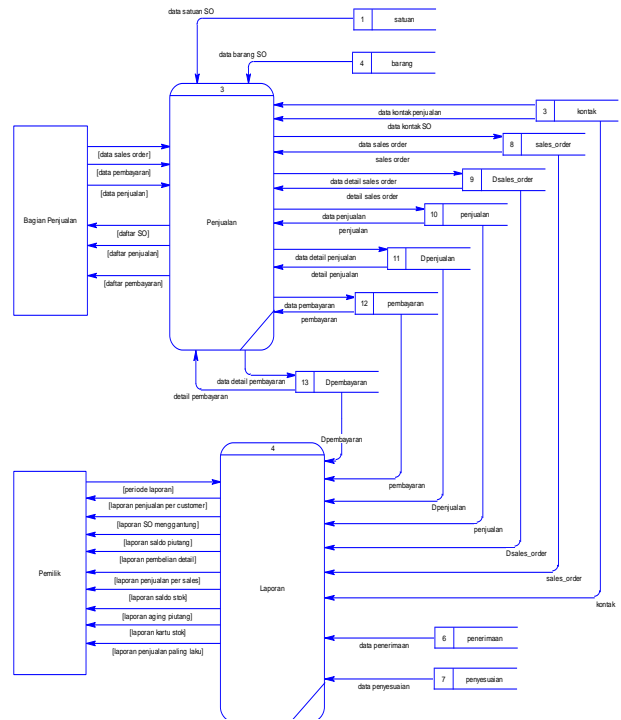 data satuan SO
1 satuan
data barang SO
4 barang
3
Penjualan
3 kontak
data kontak penjualan
data kontak SO
8 sales_order
data sales order
sales order
9 Dsales_order
data detail sales order
detail sales order
10 penjualan
data penjualan
penjualan
11 Dpenjualan
data detail penjualan
detail penjualan
12 pembayaran
data pembayaran
pembayaran
13 Dpembayaran
data detail pembayaran
detail pembayaran
Bagian Penjualan
[data sales order]
[data pembayaran]
[data penjualan]
[daftar SO]
[daftar penjualan]
[daftar pembayaran]
4
Laporan
Dpembayaran
pembayaran
Dpenjualan
penjualan
Dsales_order
sales_order
kontak
6 penerimaan
data penerimaan
7 penyesuaian
data penyesuaian
Pemilik
[periode laporan]
[laporan penjualan per customer]
[laporan SO menggantung]
[laporan saldo piutang]
[laporan pembelian detail]
[laporan penjualan per sales]
[laporan saldo stok]
[laporan aging piutang]
[laporan kartu stok]
[laporan penjualan paling laku]